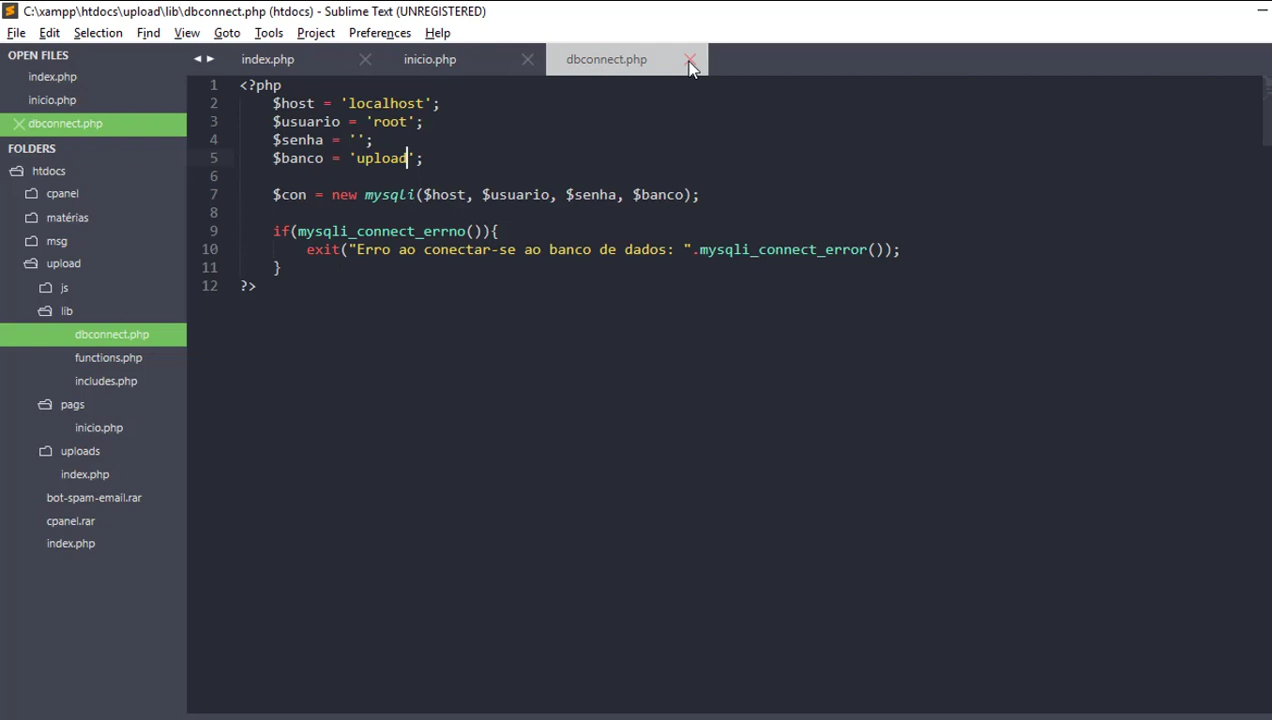 C:\xampp\htdocs\upload\lib\dbconnect.php (htdocs) - Sublime Text (UNREGISTERED)
File Edit Selection Find View Goto Tools Project Preferences Help
OPEN FILES
index.php
inicio.php
dbconnect.php
FOLDERS
htdocs
cpanel
matérias
msg
upload
js
lib
dbconnect.php
functions.php
includes.php
pags
inicio.php
uploads
index.php
bot-spam-email.rar
cpanel.rar
index.php
index.php inicio.php dbconnect.php
1 <?php
2 $host = 'localhost';
3 $usuario = 'root';
4 $senha = '';
5 $banco = 'upload';
6
7 $con = new mysqli($host, $usuario, $senha, $banco);
8
9 if(mysqli_connect_errno()){
10 exit("Erro ao conectar-se ao banco de dados: ".mysqli_connect_error());
11 }
12 ?>